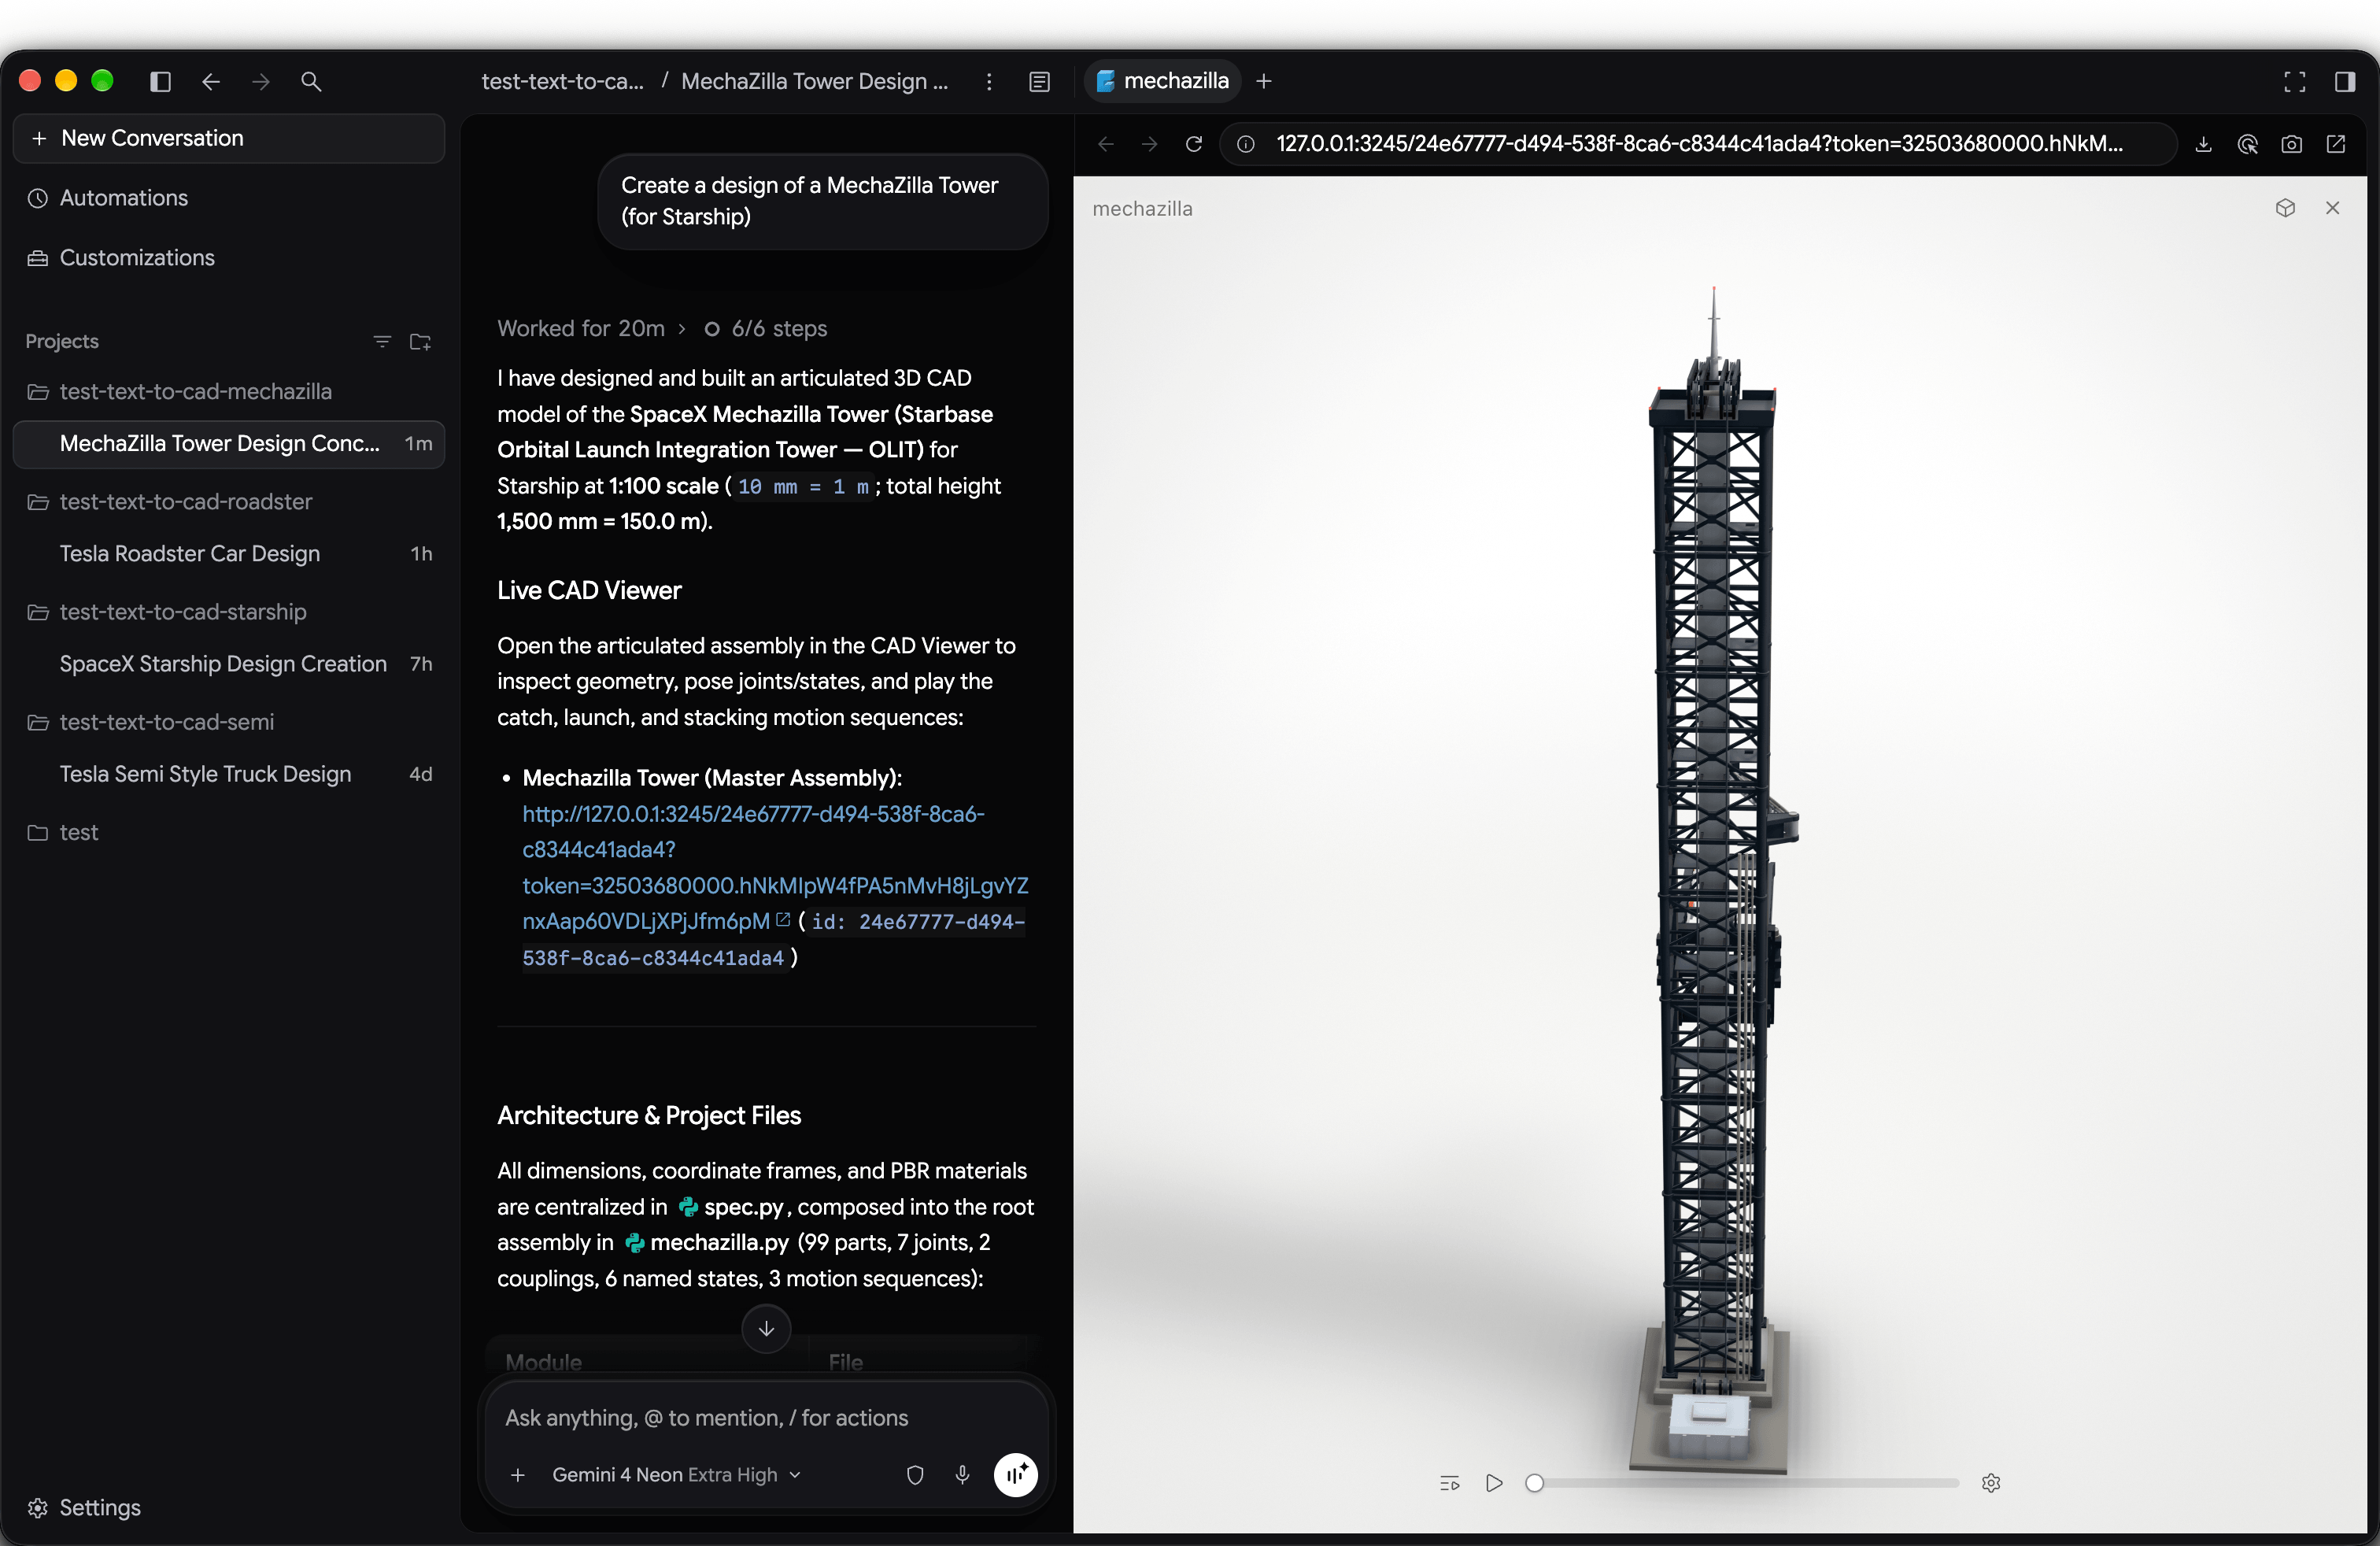 test-text-to-ca... / MechaZilla Tower Design ...
mechazilla
New Conversation
Automations
Customizations
Projects
test-text-to-cad-mechazilla
MechaZilla Tower Design Conc... 1m
test-text-to-cad-roadster
Tesla Roadster Car Design 1h
test-text-to-cad-starship
SpaceX Starship Design Creation 7h
test-text-to-cad-semi
Tesla Semi Style Truck Design 4d
test
Settings
Create a design of a MechaZilla Tower
(for Starship)
Worked for 20m > 6/6 steps
I have designed and built an articulated 3D CAD
model of the SpaceX Mechazilla Tower (Starbase
Orbital Launch Integration Tower — OLIT) for
Starship at 1:100 scale ( 10 mm = 1 m ; total height
1,500 mm = 150.0 m).
Live CAD Viewer
Open the articulated assembly in the CAD Viewer to
inspect geometry, pose joints/states, and play the
catch, launch, and stacking motion sequences:
• Mechazilla Tower (Master Assembly):
http://127.0.0.1:3245/24e67777-d494-538f-8ca6-
c8344c41ada4?
token=32503680000.hNkMIpW4fPA5nMvH8jLgvYZ
nxAap60VDLjXPjJfm6pM ( id: 24e67777-d494-
538f-8ca6-c8344c41ada4 )
Architecture & Project Files
All dimensions, coordinate frames, and PBR materials
are centralized in spec.py , composed into the root
assembly in mechazilla.py (99 parts, 7 joints, 2
couplings, 6 named states, 3 motion sequences):
Module File
Ask anything, @ to mention, / for actions
Gemini 4 Neon Extra High
127.0.0.1:3245/24e67777-d494-538f-8ca6-c8344c41ada4?token=32503680000.hNkM...
mechazilla